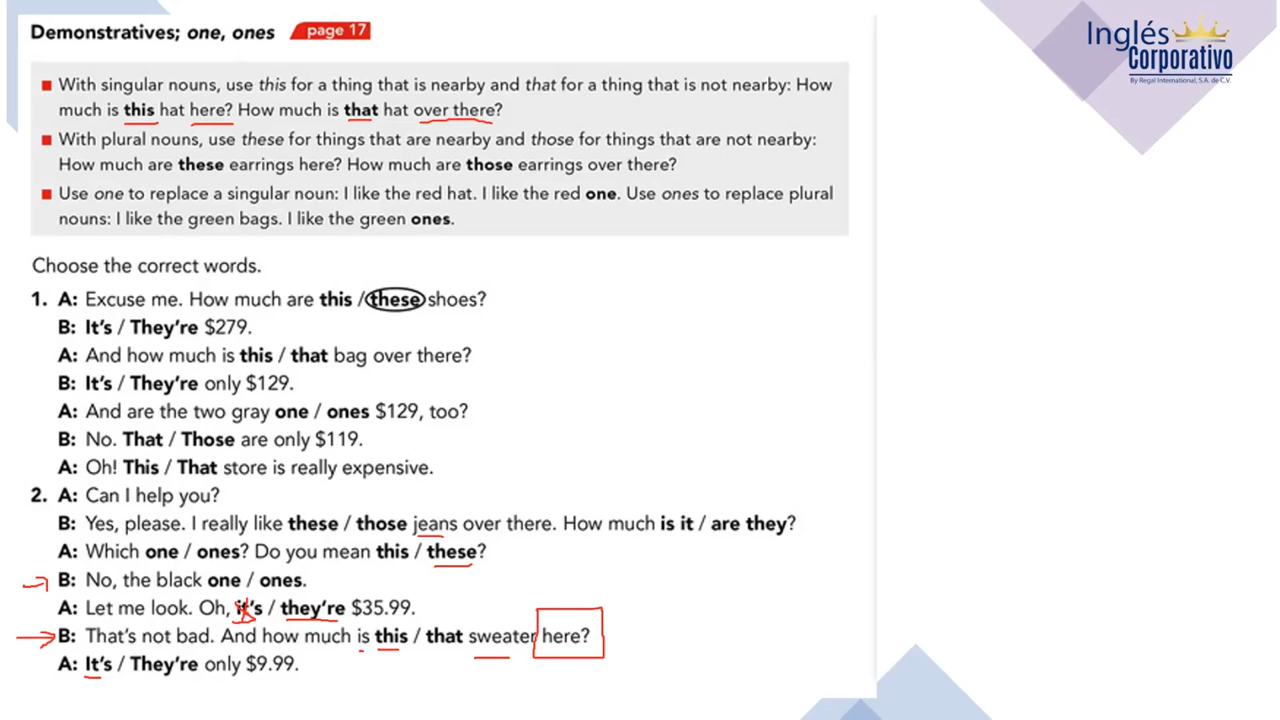 Demonstratives; one, ones page 17
Inglés
Corporativo
By Regal International, S.A. de C.V.
■ With singular nouns, use this for a thing that is nearby and that for a thing that is not nearby: How
much is this hat here? How much is that hat over there?
■ With plural nouns, use these for things that are nearby and those for things that are not nearby:
How much are these earrings here? How much are those earrings over there?
■ Use one to replace a singular noun: I like the red hat. I like the red one. Use ones to replace plural
nouns: I like the green bags. I like the green ones.
Choose the correct words.
1. A: Excuse me. How much are this / these shoes?
B: It's / They're $279.
A: And how much is this / that bag over there?
B: It's / They're only $129.
A: And are the two gray one / ones $129, too?
B: No. That / Those are only $119.
A: Oh! This / That store is really expensive.
2. A: Can I help you?
B: Yes, please. I really like these / those jeans over there. How much is it / are they?
A: Which one / ones? Do you mean this / these?
B: No, the black one / ones.
A: Let me look. Oh, it's / they're $35.99.
B: That's not bad. And how much is this / that sweater here?
A: It's / They're only $9.99.